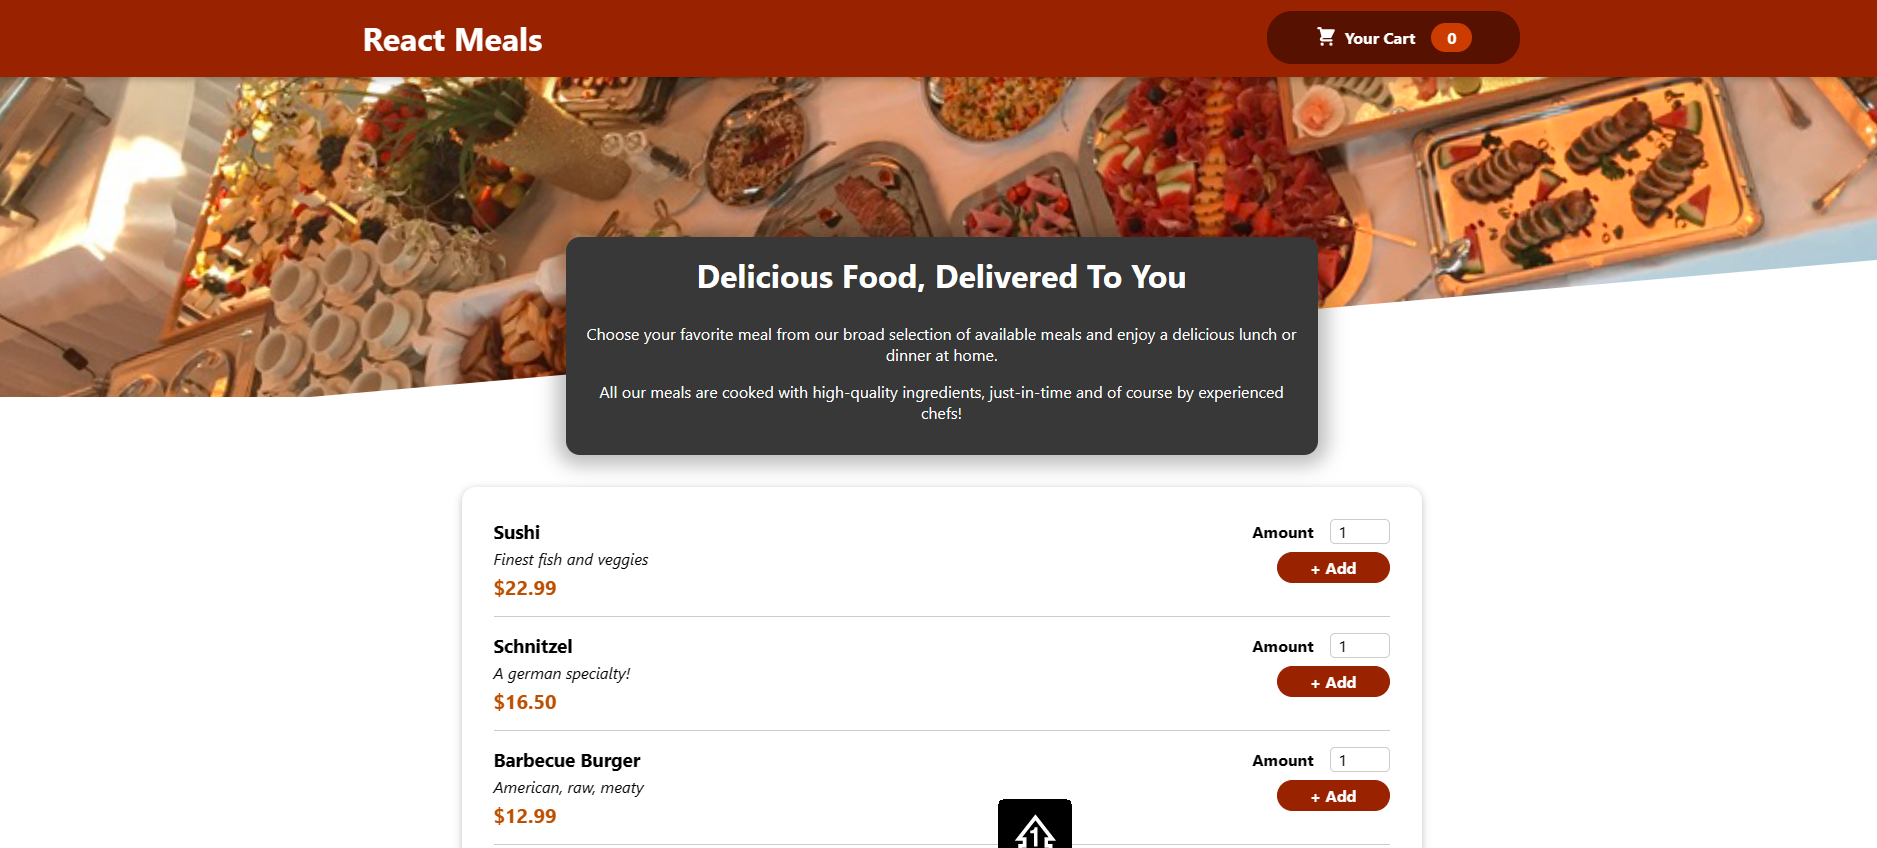 React Meals
Your Cart 0
Delicious Food, Delivered To You
Choose your favorite meal from our broad selection of available meals and enjoy a delicious lunch or
dinner at home.
All our meals are cooked with high-quality ingredients, just-in-time and of course by experienced
chefs!
Sushi
Finest fish and veggies
$22.99
Amount 1
+ Add
Schnitzel
A german specialty!
$16.50
Amount 1
+ Add
Barbecue Burger
American, raw, meaty
$12.99
Amount 1
+ Add
1